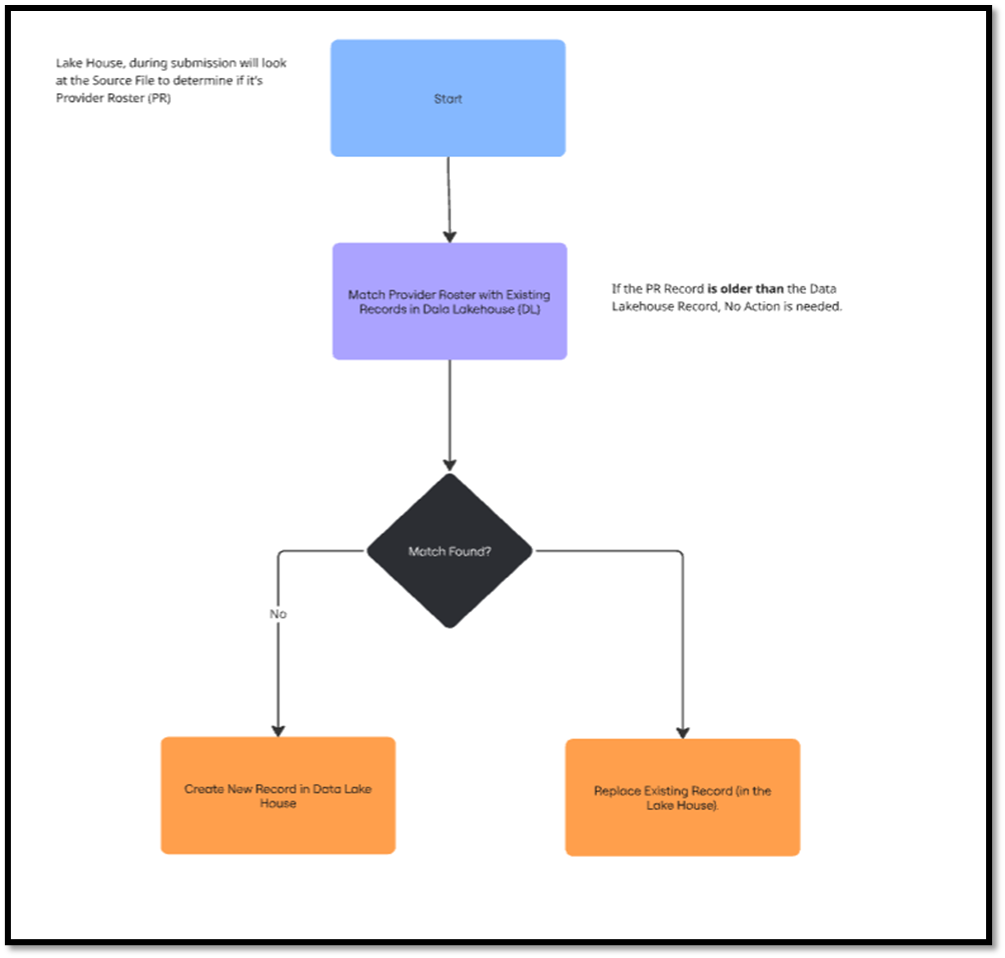 Lake House, during submission will look
at the Source File to determine if it's
Provider Roster (PR)
Start
Match Provider Roster with Existing
Records in Data Lakehouse (DL)
If the PR Record is older than the Data
Lakehouse Record, No Action is needed.
Match Found?
No
Create New Record in Data Lake
House
Replace Existing Record (in the
Lake House).